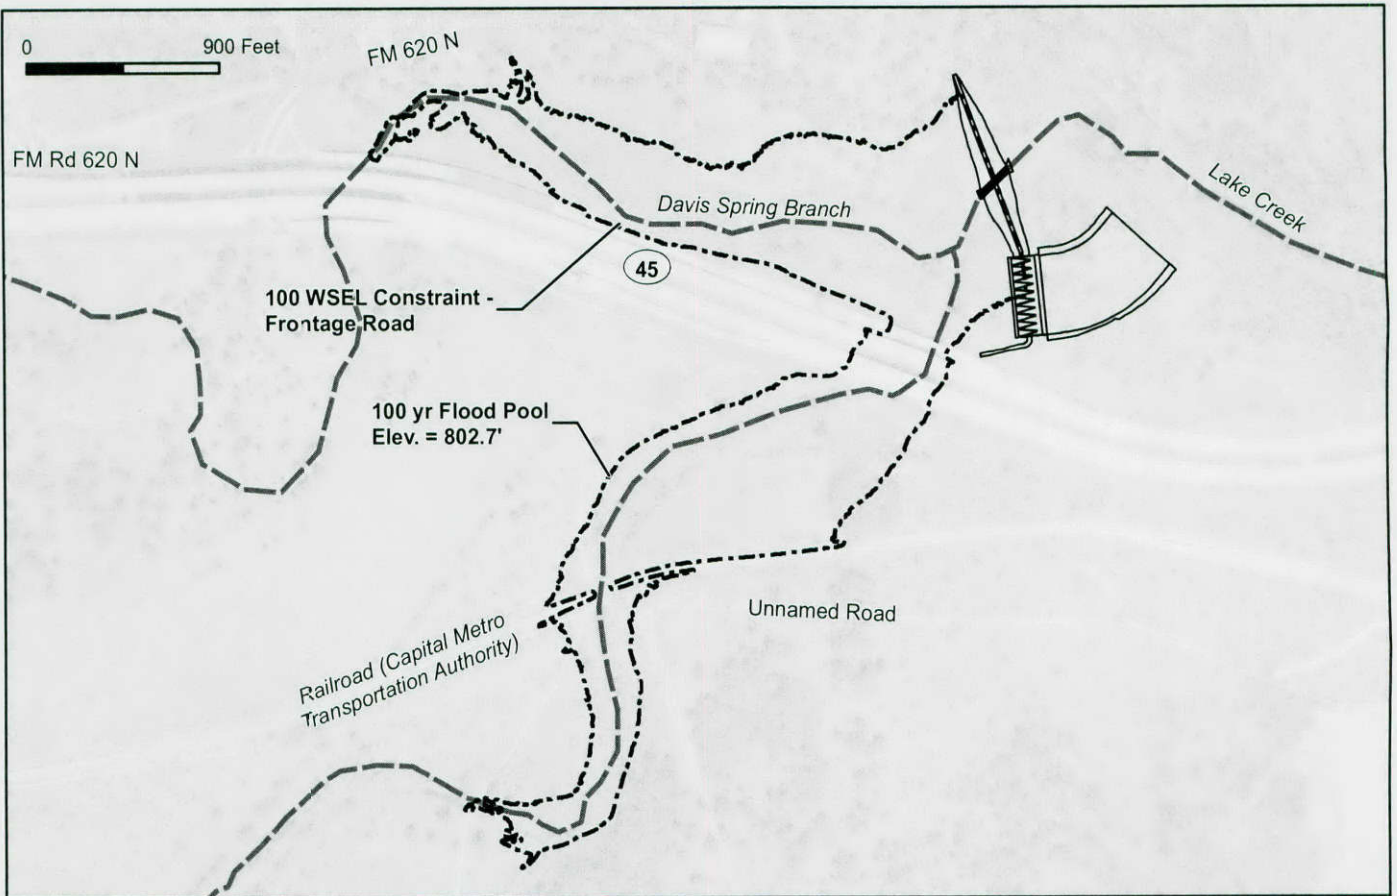 0 900 Feet
FM 620 N
FM Rd 620 N
Davis Spring Branch
Lake Creek
45
100 WSEL Constraint -
Frontage Road
100 yr Flood Pool
Elev. = 802.7'
Unnamed Road
Railroad (Capital Metro
Transportation Authority)